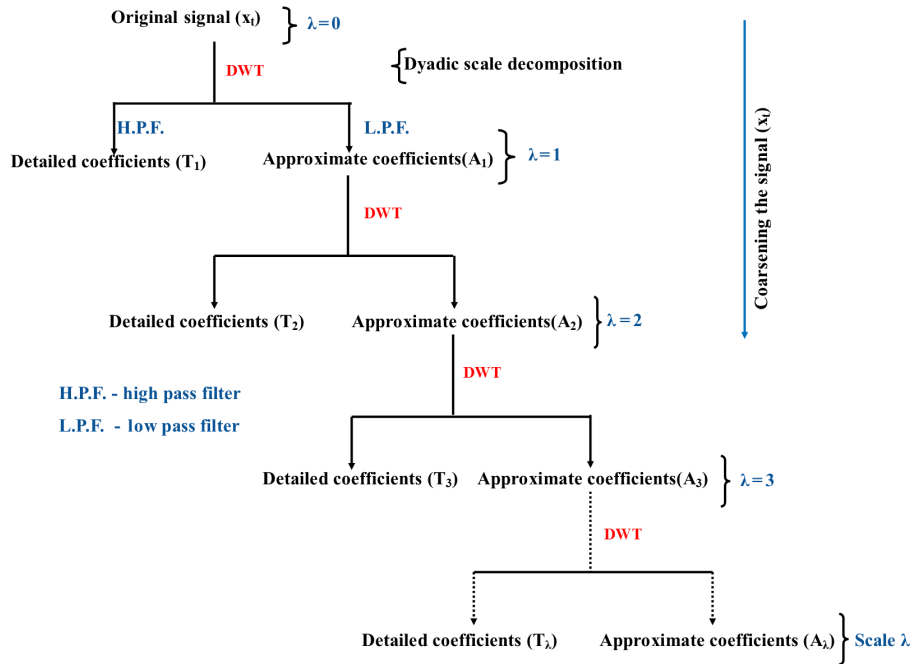 Original signal (xₜ)
λ=0
DWT
Dyadic scale decomposition
H.P.F.
L.P.F.
Detailed coefficients (T₁)
Approximate coefficients(A₁)
λ=1
Coarsening the signal (xₜ)
DWT
Detailed coefficients (T₂)
Approximate coefficients(A₂)
λ=2
DWT
H.P.F. - high pass filter
L.P.F. - low pass filter
Detailed coefficients (T₃)
Approximate coefficients(A₃)
λ=3
DWT
Detailed coefficients (T_λ)
Approximate coefficients (A_λ)
Scale λ